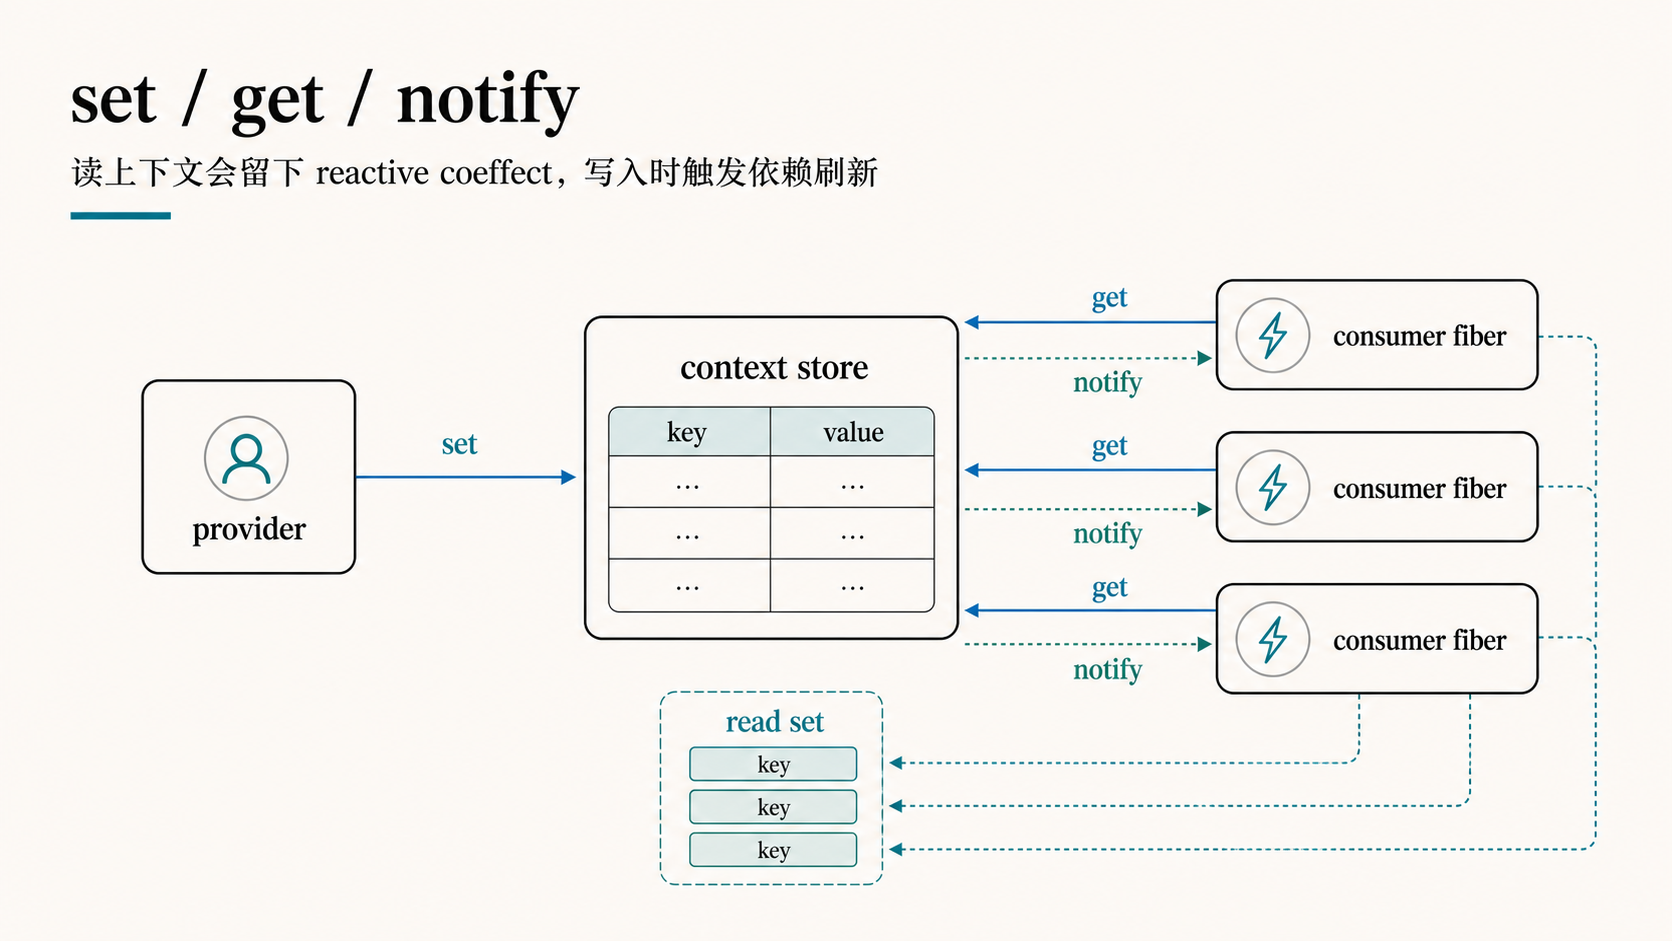 set / get / notify
读上下文会留下 reactive coeffect，写入时触发依赖刷新
provider
set
context store
key value
... ...
... ...
... ...
get
notify
consumer fiber
get
notify
consumer fiber
get
notify
consumer fiber
read set
key
key
key